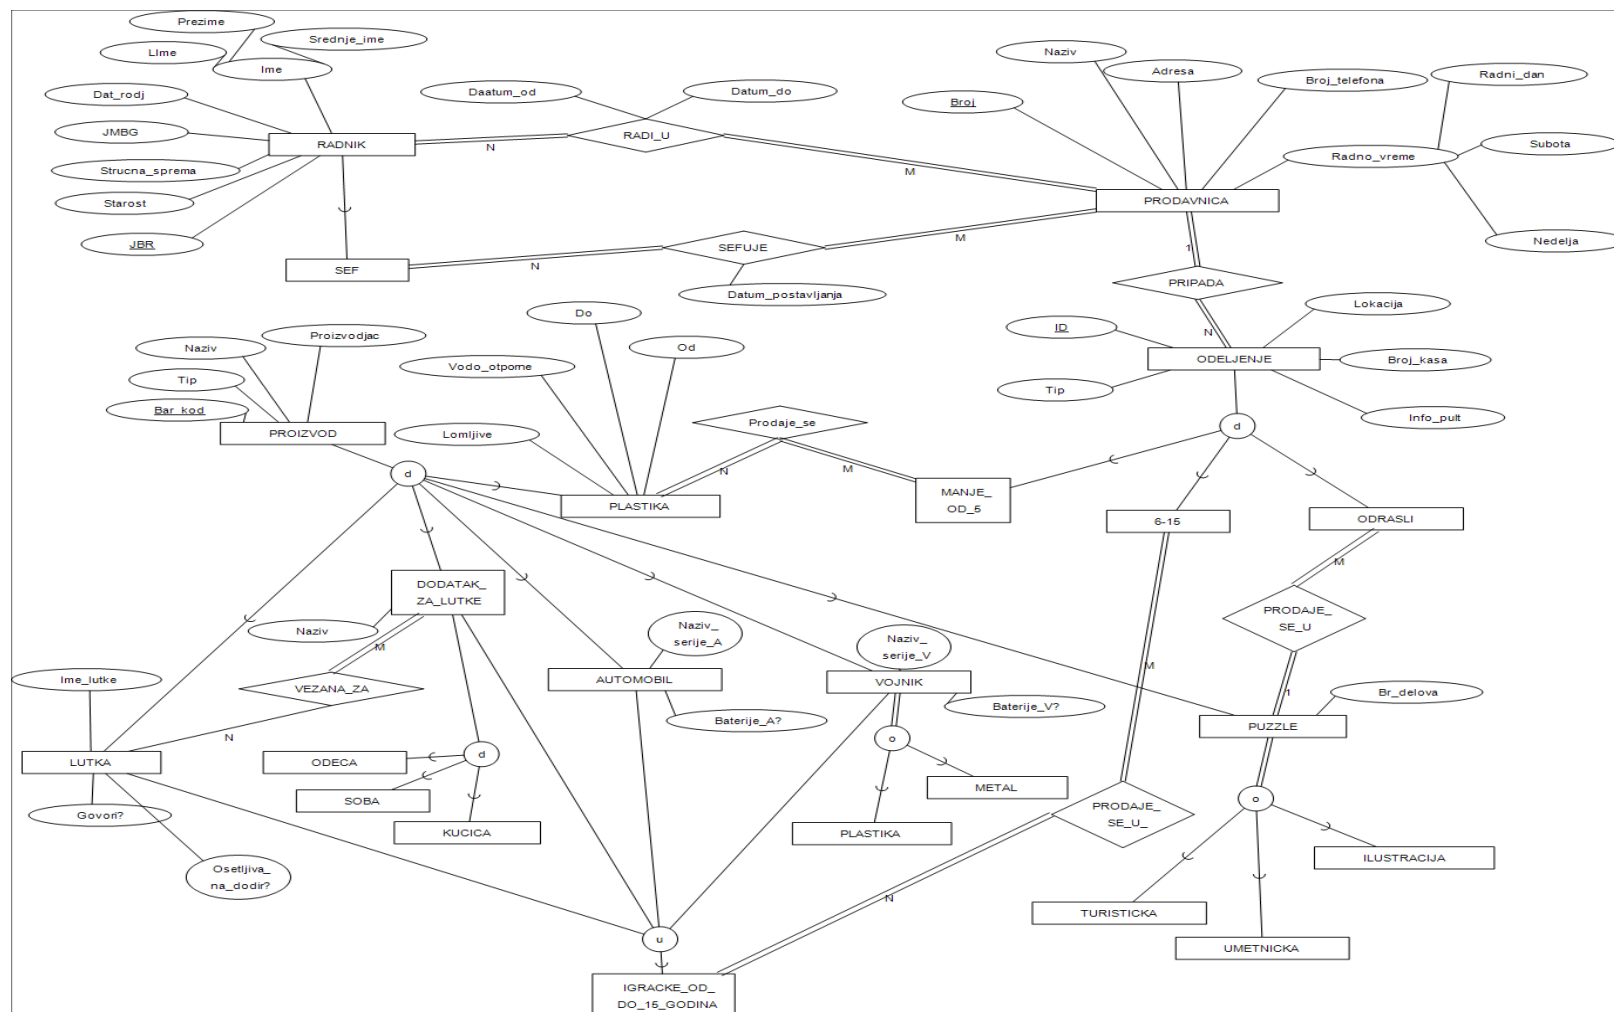 Prezime
Srednje_ime
LIme
Ime
Dat_rodj
JMBG
Strucna_sprema
Starost
JBR
RADNIK
Daatum_od
Datum_do
RADI_U
N
M
Naziv
Adresa
Broj
Broj_telefona
Radni_dan
Subota
Radno_vreme
Nedelja
PRODAVNICA
SEF
N
SEFUJE
M
Datum_postavljanja
1
PRIPADA
N
ID
Lokacija
ODELJENJE
Broj_kasa
Tip
Info_pult
d
Naziv
Proizvodjac
Tip
Bar_kod
PROIZVOD
d
Do
Od
Vodo_otporne
Lomljive
PLASTIKA
Prodaje_se
N
M
MANJE_
OD_5
6-15
ODRASLI
M
PRODAJE_
SE_U
1
DODATAK_
ZA_LUTKE
Naziv
M
VEZANA_ZA
N
Ime_lutke
LUTKA
Govori?
Osetljiva_
na_dodir?
ODECA
d
SOBA
KUCICA
Naziv_
serije_A
AUTOMOBIL
Baterije_A?
Naziv_
serije_V
VOJNIK
Baterije_V?
o
METAL
PLASTIKA
M
PRODAJE_
SE_U_
N
Br_delova
PUZZLE
o
ILUSTRACIJA
TURISTICKA
UMETNICKA
u
IGRACKE_OD_
DO_15_GODINA